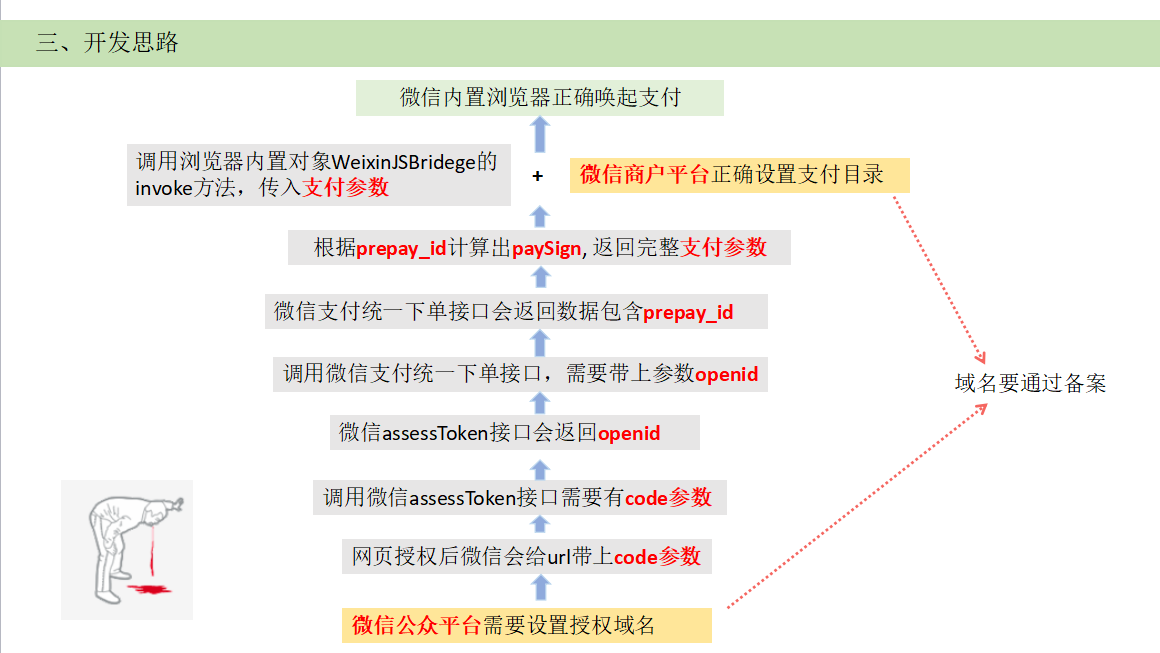 三、开发思路
微信内置浏览器正确唤起支付
调用浏览器内置对象WeixinJSBridege的
invoke方法，传入支付参数
+
微信商户平台正确设置支付目录
根据prepay_id计算出paySign, 返回完整支付参数
微信支付统一下单接口会返回数据包含prepay_id
调用微信支付统一下单接口，需要带上参数openid
域名要通过备案
微信assessToken接口会返回openid
调用微信assessToken接口需要有code参数
网页授权后微信会给url带上code参数
微信公众平台需要设置授权域名